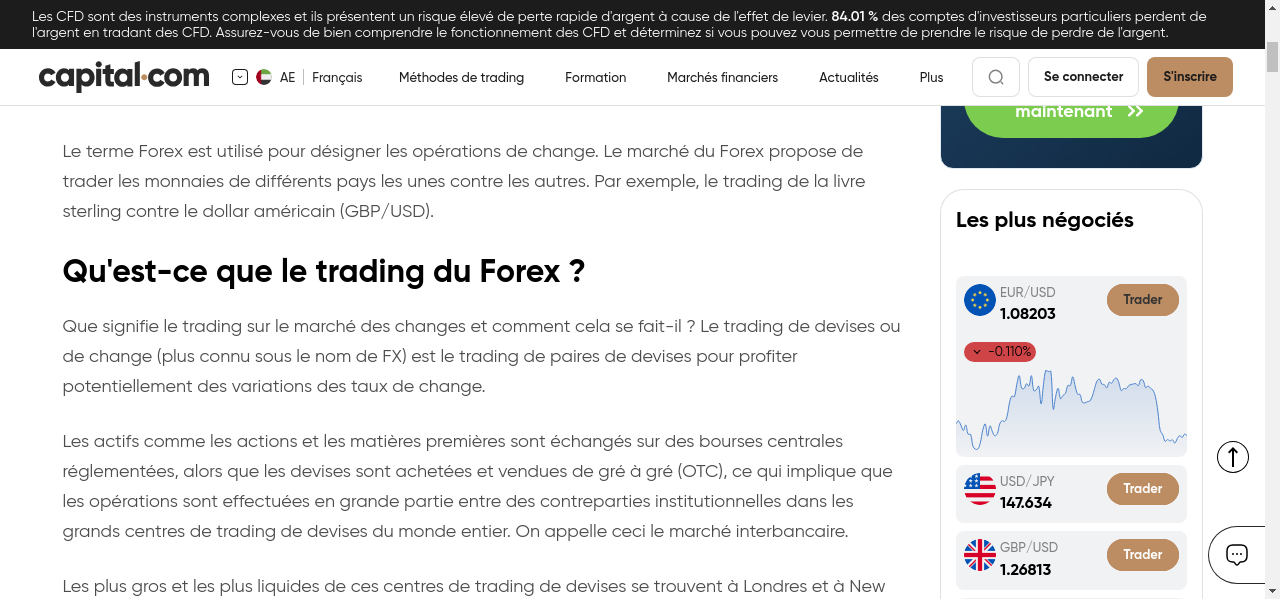 Les CFD sont des instruments complexes et ils présentent un risque élevé de perte rapide d'argent à cause de l'effet de levier. 84.01 % des comptes d'investisseurs particuliers perdent de
l'argent en tradant des CFD. Assurez-vous de bien comprendre le fonctionnement des CFD et déterminez si vous pouvez vous permettre de prendre le risque de perdre de l'argent.
capital.com
AE
Français
Méthodes de trading
Formation
Marchés financiers
Actualités
Plus
Se connecter
S'inscrire
maintenant
Le terme Forex est utilisé pour désigner les opérations de change. Le marché du Forex propose de
trader les monnaies de différents pays les unes contre les autres. Par exemple, le trading de la livre
sterling contre le dollar américain (GBP/USD).
Qu'est-ce que le trading du Forex ?
Que signifie le trading sur le marché des changes et comment cela se fait-il ? Le trading de devises ou
de change (plus connu sous le nom de FX) est le trading de paires de devises pour profiter
potentiellement des variations des taux de change.
Les actifs comme les actions et les matières premières sont échangés sur des bourses centrales
réglementées, alors que les devises sont achetées et vendues de gré à gré (OTC), ce qui implique que
les opérations sont effectuées en grande partie entre des contreparties institutionnelles dans les
grands centres de trading de devises du monde entier. On appelle ceci le marché interbancaire.
Les plus gros et les plus liquides de ces centres de trading de devises se trouvent à Londres et à New
Les plus négociés
EUR/USD
1.08203
Trader
-0.110%
USD/JPY
147.634
Trader
GBP/USD
1.26813
Trader